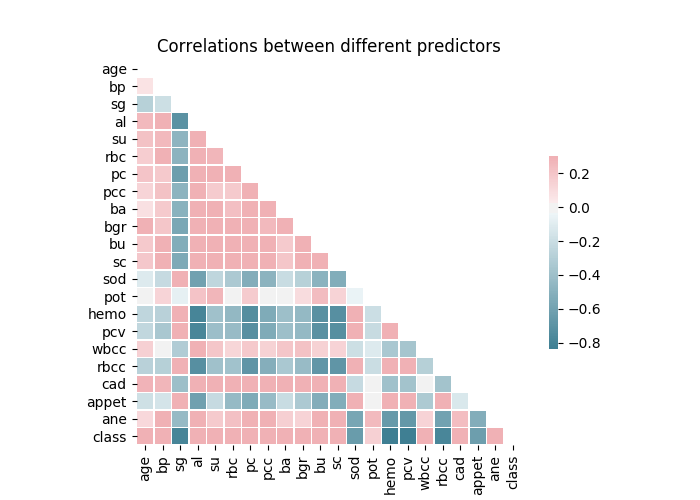 Correlations between different predictors
age
bp
sg
al
su
rbc
pc
pcc
ba
bgr
bu
sc
sod
pot
hemo
pcv
wbcc
rbcc
cad
appet
ane
class
age
bp
sg
al
su
rbc
pc
pcc
ba
bgr
bu
sc
sod
pot
hemo
pcv
wbcc
rbcc
cad
appet
ane
class
0.2
0.0
−0.2
−0.4
−0.6
−0.8